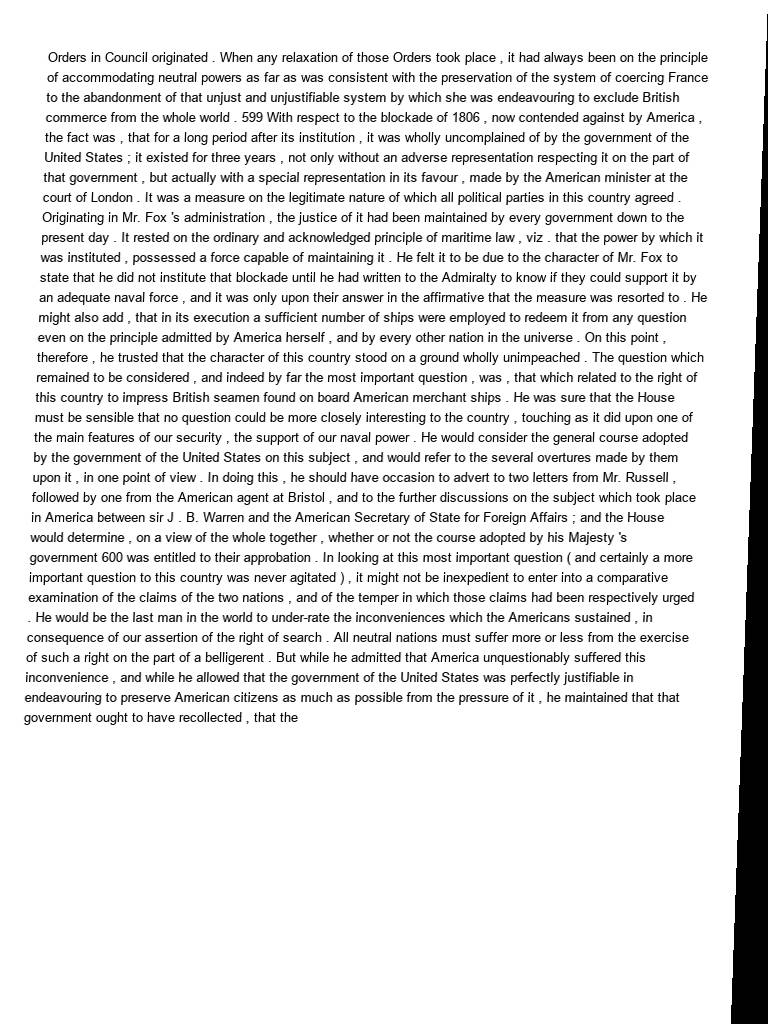 Orders in Council originated . When any relaxation of those Orders took place , it had always been on the principle
of accommodating neutral powers as far as was consistent with the preservation of the system of coercing France
to the abandonment of that unjust and unjustifiable system by which she was endeavouring to exclude British
commerce from the whole world . 599 With respect to the blockade of 1806 , now contended against by America ,
the fact was , that for a long period after its institution , it was wholly uncomplained of by the government of the
United States ; it existed for three years , not only without an adverse representation respecting it on the part of
that government , but actually with a special representation in its favour , made by the American minister at the
court of London . It was a measure on the legitimate nature of which all political parties in this country agreed .
Originating in Mr. Fox 's administration , the justice of it had been maintained by every government down to the
present day . It rested on the ordinary and acknowledged principle of maritime law , viz . that the power by which it
was instituted , possessed a force capable of maintaining it . He felt it to be due to the character of Mr. Fox to
state that he did not institute that blockade until he had written to the Admiralty to know if they could support it by
an adequate naval force , and it was only upon their answer in the affirmative that the measure was resorted to . He
might also add , that in its execution a sufficient number of ships were employed to redeem it from any question
even on the principle admitted by America herself , and by every other nation in the universe . On this point ,
therefore , he trusted that the character of this country stood on a ground wholly unimpeached . The question which
remained to be considered , and indeed by far the most important question , was , that which related to the right of
this country to impress British seamen found on board American merchant ships . He was sure that the House
must be sensible that no question could be more closely interesting to the country , touching as it did upon one of
the main features of our security , the support of our naval power . He would consider the general course adopted
by the government of the United States on this subject , and would refer to the several overtures made by them
upon it , in one point of view . In doing this , he should have occasion to advert to two letters from Mr. Russell ,
followed by one from the American agent at Bristol , and to the further discussions on the subject which took place
in America between sir J . B. Warren and the American Secretary of State for Foreign Affairs ; and the House
would determine , on a view of the whole together , whether or not the course adopted by his Majesty 's
government 600 was entitled to their approbation . In looking at this most important question ( and certainly a more
important question to this country was never agitated ) , it might not be inexpedient to enter into a comparative
examination of the claims of the two nations , and of the temper in which those claims had been respectively urged
. He would be the last man in the world to under-rate the inconveniences which the Americans sustained , in
consequence of our assertion of the right of search . All neutral nations must suffer more or less from the exercise
of such a right on the part of a belligerent . But while he admitted that America unquestionably suffered this
inconvenience , and while he allowed that the government of the United States was perfectly justifiable in
endeavouring to preserve American citizens as much as possible from the pressure of it , he maintained that that
government ought to have recollected , that the